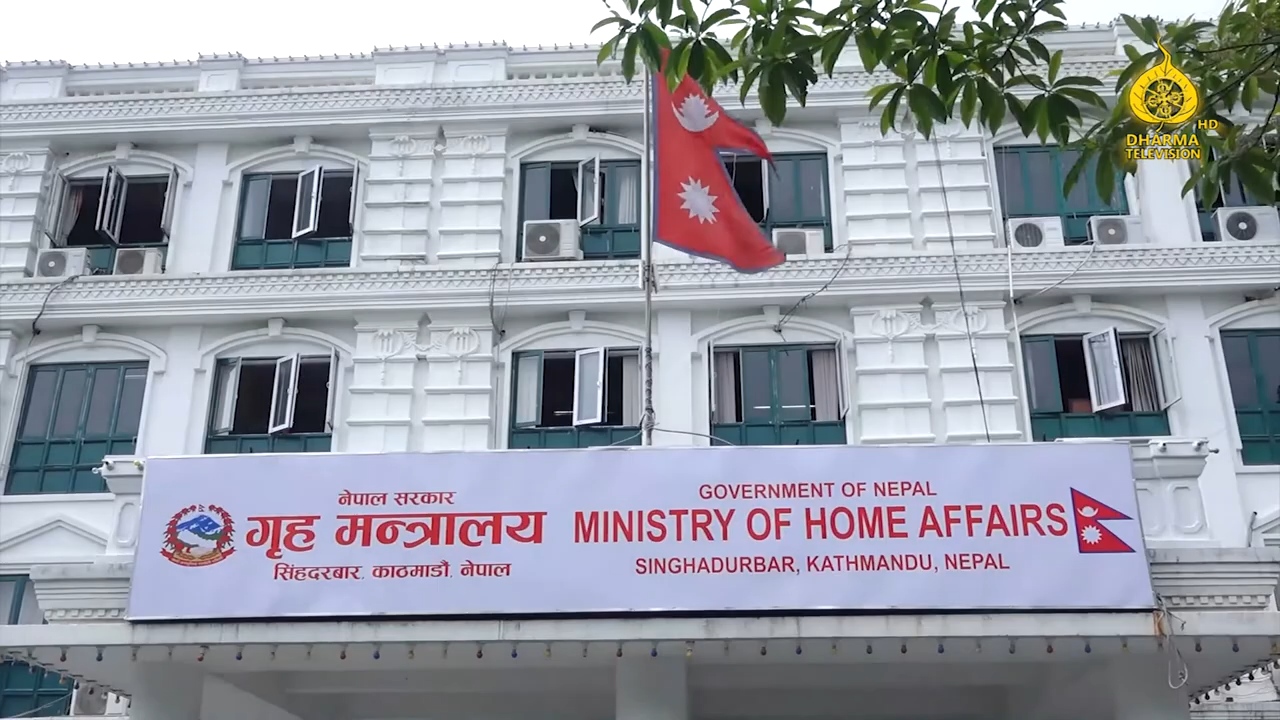 HD
DHARMA
TELEVISION
नेपाल सरकार
गृह मन्त्रालय
सिंहदरबार, काठमाडौं, नेपाल
GOVERNMENT OF NEPAL
MINISTRY OF HOME AFFAIRS
SINGHADURBAR, KATHMANDU, NEPAL